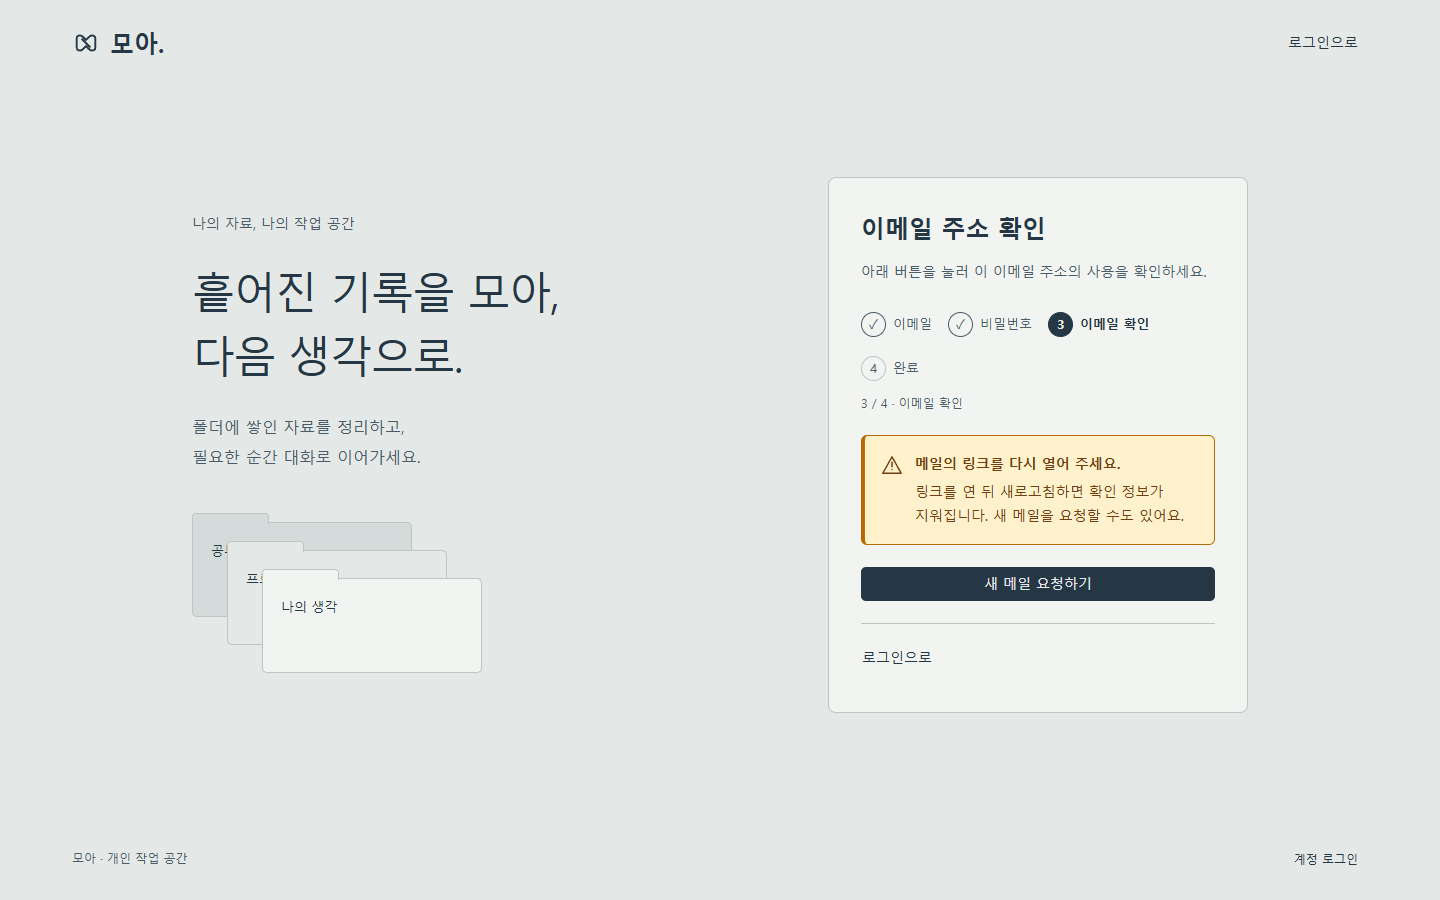 모아.
로그인으로
나의 자료, 나의 작업 공간
흩어진 기록을 모아,
다음 생각으로.
폴더에 쌓인 자료를 정리하고,
필요한 순간 대화로 이어가세요.
나의 생각
이메일 주소 확인
아래 버튼을 눌러 이 이메일 주소의 사용을 확인하세요.
✓ 이메일 ✓ 비밀번호 3 이메일 확인
4 완료
3 / 4 · 이메일 확인
메일의 링크를 다시 열어 주세요.
링크를 연 뒤 새로고침하면 확인 정보가
지워집니다. 새 메일을 요청할 수도 있어요.
새 메일 요청하기
로그인으로
모아 · 개인 작업 공간
계정 로그인